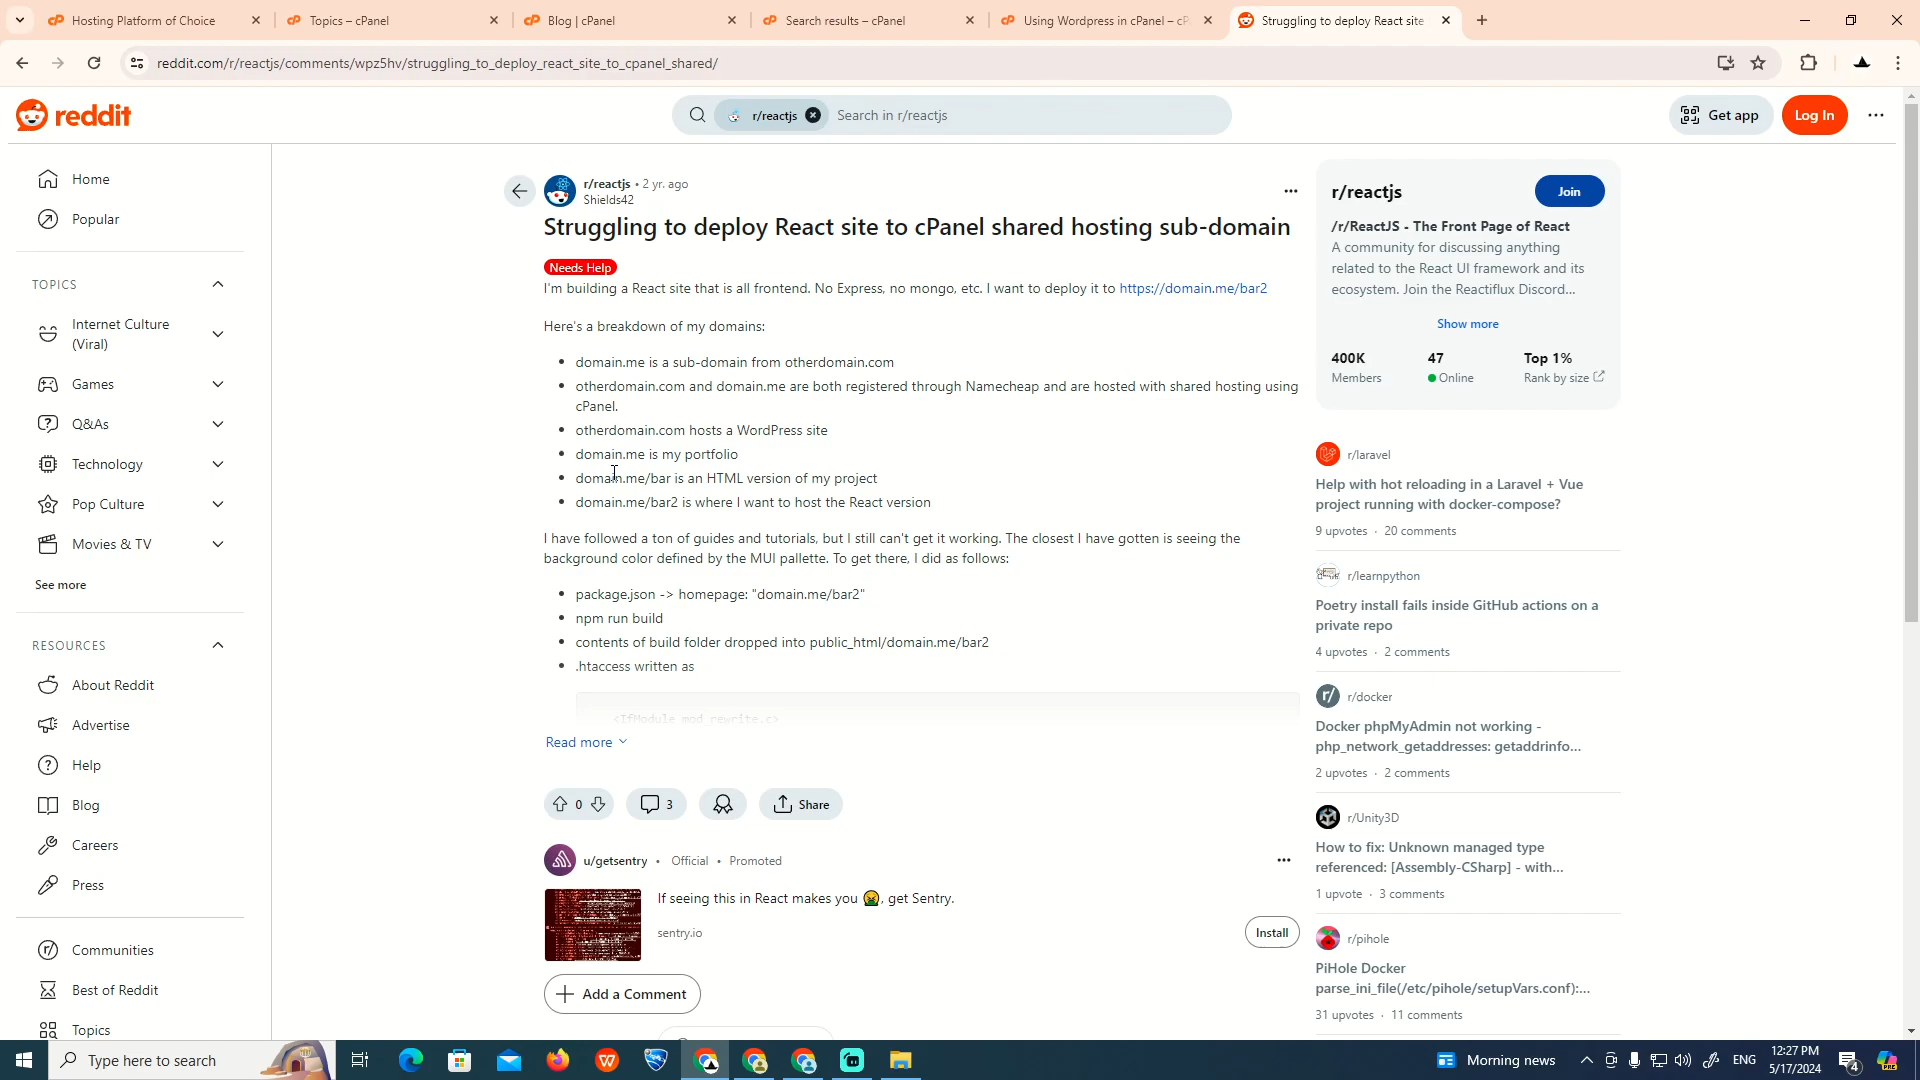 Hosting Platform of Choice
Topics – cPanel
Blog | cPanel
Search results – cPanel
Using Wordpress in cPanel – cP
Struggling to deploy React site
reddit.com/r/reactjs/comments/wpz5hv/struggling_to_deploy_react_site_to_cpanel_shared/
reddit
r/reactjs
Search in r/reactjs
Get app
Log In
Home
Popular
TOPICS
Internet Culture
(Viral)
Games
Q&As
Technology
Pop Culture
Movies & TV
See more
RESOURCES
About Reddit
Advertise
Help
Blog
Careers
Press
Communities
Best of Reddit
Topics
r/reactjs • 2 yr. ago
Shields42
Struggling to deploy React site to cPanel shared hosting sub-domain
Needs Help
I'm building a React site that is all frontend. No Express, no mongo, etc. I want to deploy it to https://domain.me/bar2
Here's a breakdown of my domains:
• domain.me is a sub-domain from otherdomain.com
• otherdomain.com and domain.me are both registered through Namecheap and are hosted with shared hosting using
cPanel.
• otherdomain.com hosts a WordPress site
• domain.me is my portfolio
• domain.me/bar is an HTML version of my project
• domain.me/bar2 is where I want to host the React version
I have followed a ton of guides and tutorials, but I still can't get it working. The closest I have gotten is seeing the
background color defined by the MUI pallette. To get there, I did as follows:
• package.json -> homepage: "domain.me/bar2"
• npm run build
• contents of build folder dropped into public_html/domain.me/bar2
• .htaccess written as
<IfModule mod_rewrite.c>
Read more
0
3
Share
u/getsentry • Official • Promoted
If seeing this in React makes you 🤮, get Sentry.
sentry.io
Install
Add a Comment
r/reactjs
Join
/r/ReactJS - The Front Page of React
A community for discussing anything
related to the React UI framework and its
ecosystem. Join the Reactiflux Discord...
Show more
400K
47
Top 1%
Members
Online
Rank by size
r/laravel
Help with hot reloading in a Laravel + Vue
project running with docker-compose?
9 upvotes · 20 comments
r/learnpython
Poetry install fails inside GitHub actions on a
private repo
4 upvotes · 2 comments
r/docker
Docker phpMyAdmin not working -
php_network_getaddresses: getaddrinfo...
2 upvotes · 2 comments
r/Unity3D
How to fix: Unknown managed type
referenced: [Assembly-CSharp] - with...
1 upvote · 3 comments
r/pihole
PiHole Docker
parse_ini_file(/etc/pihole/setupVars.conf):...
31 upvotes · 11 comments
Type here to search
Morning news
ENG
12:27 PM
5/17/2024
4